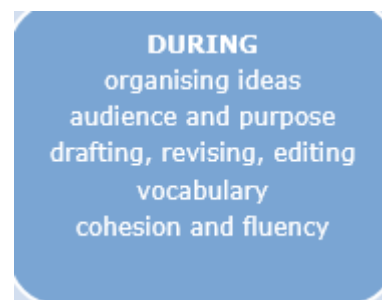 DURING
organising ideas
audience and purpose
drafting, revising, editing
vocabulary
cohesion and fluency